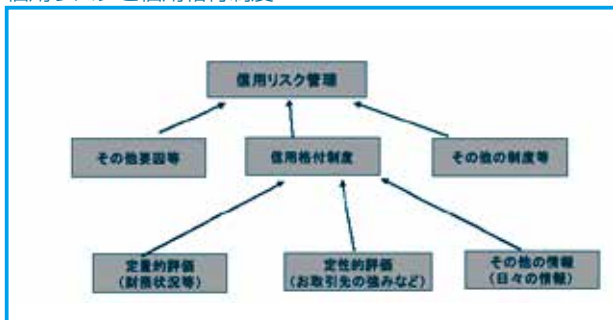 信用リスク管理
その他要因等
信用格付制度
その他の制度等
定量的評価
(財務状況等)
定性的評価
(お取引先の強みなど)
その他の情報
(日々の情報)